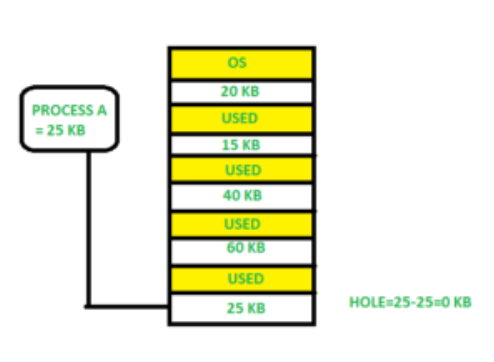 OS
20 KB
PROCESS A
= 25 KB
USED
15 KB
USED
40 KB
USED
60 KB
USED
25 KB
HOLE=25-25=0 KB